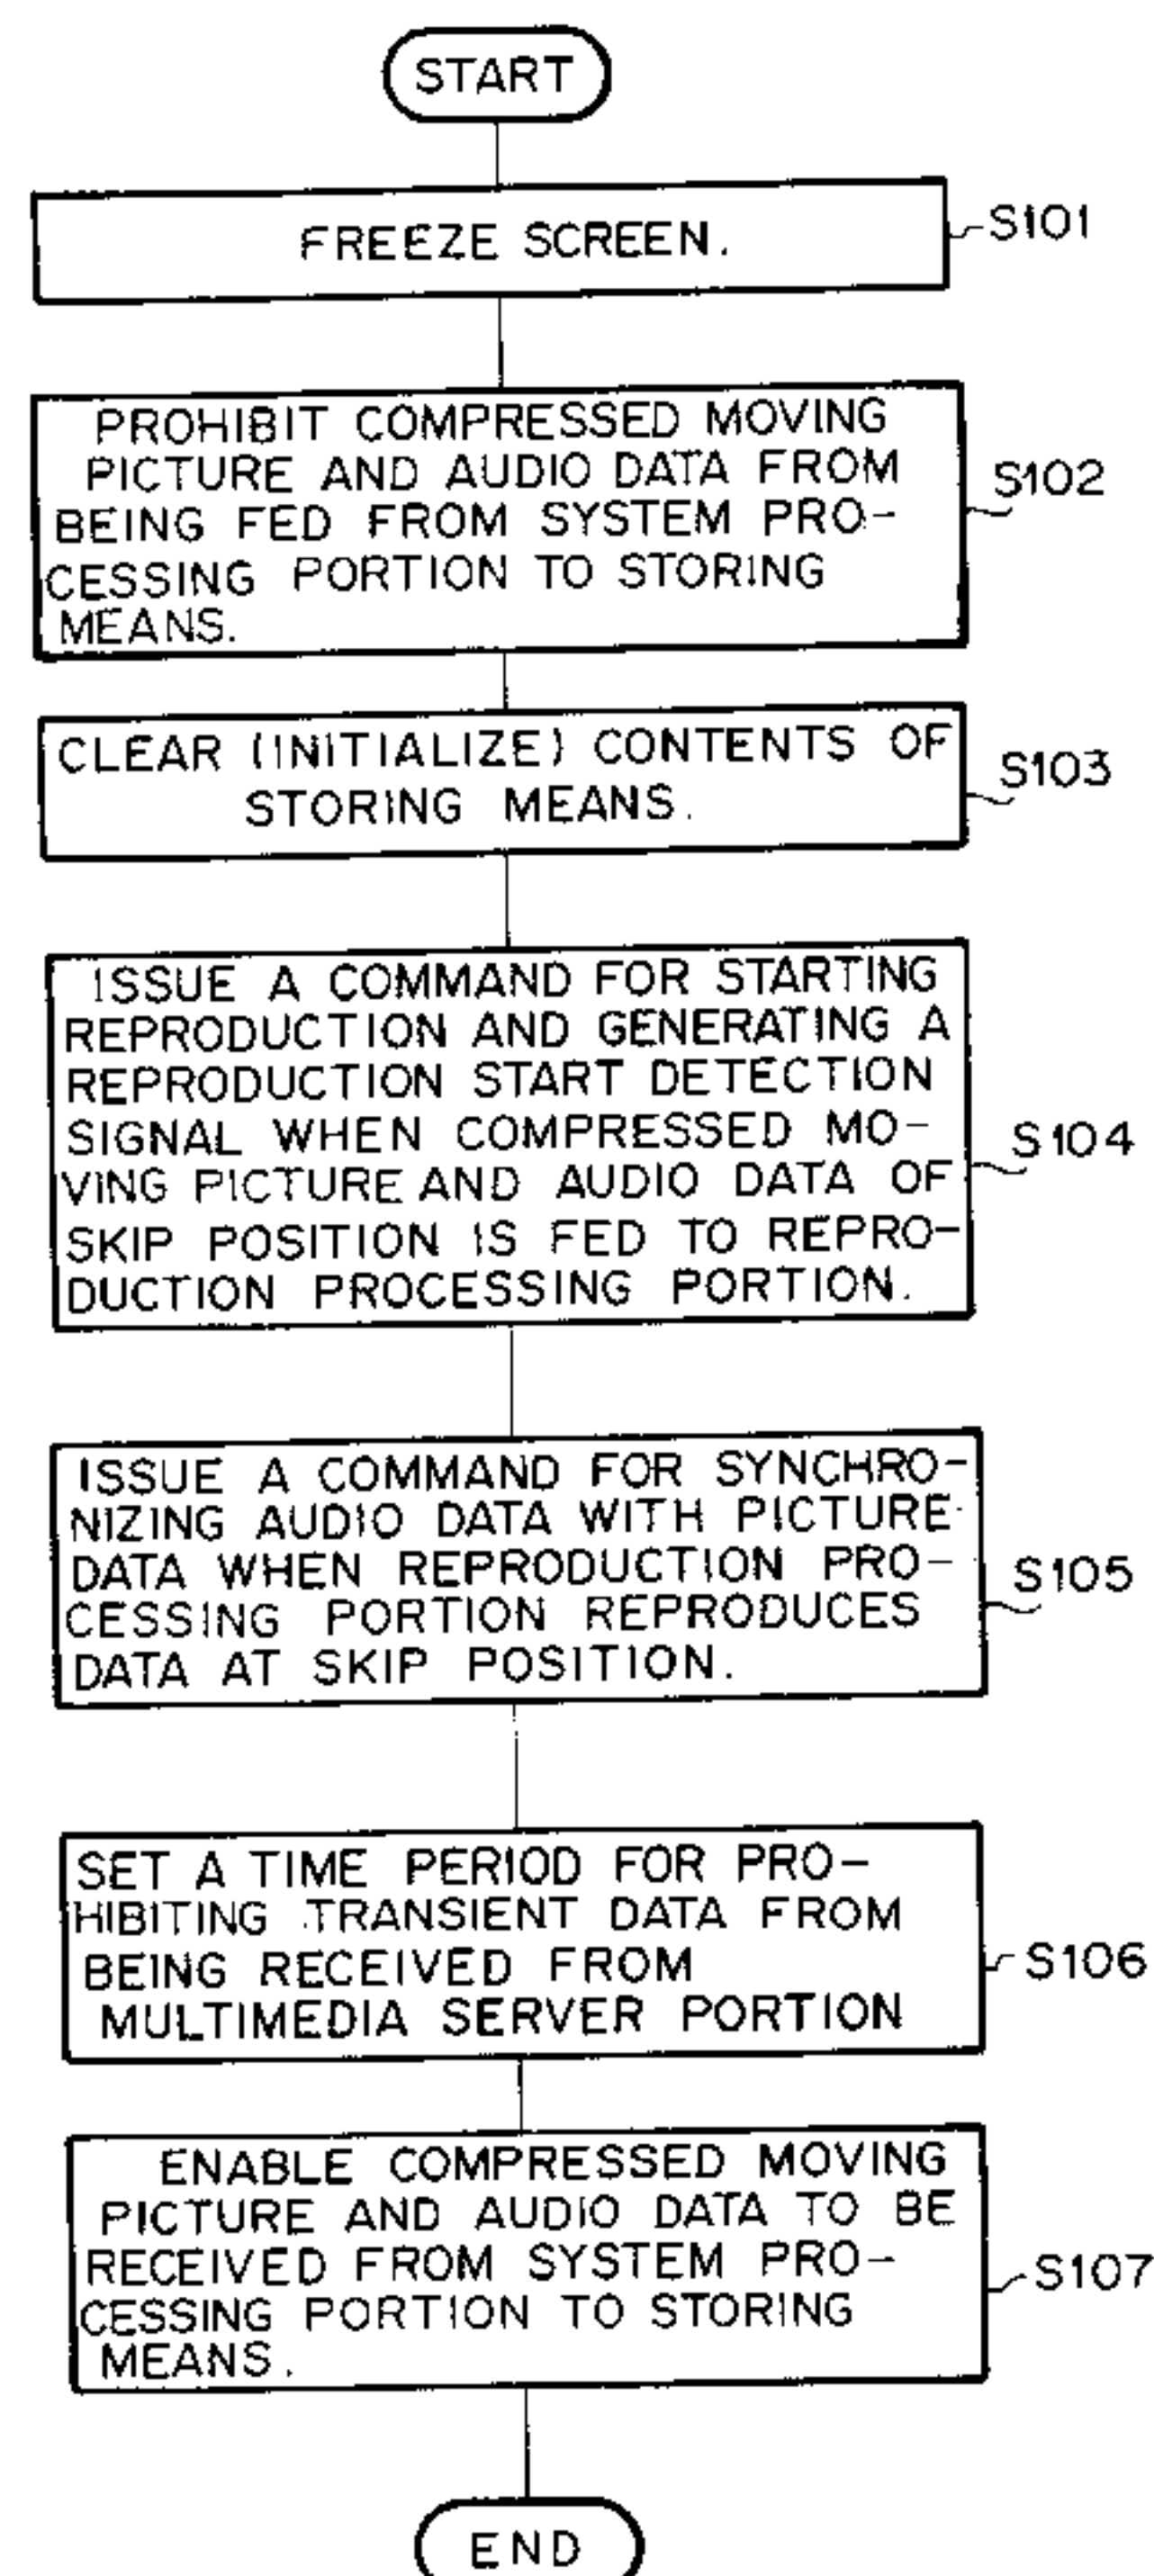 START
FREEZE SCREEN.
S101
PROHIBIT COMPRESSED MOVING
PICTURE AND AUDIO DATA FROM
BEING FED FROM SYSTEM PRO-
CESSING PORTION TO STORING
MEANS.
S102
CLEAR (INITIALIZE) CONTENTS OF
STORING MEANS.
S103
ISSUE A COMMAND FOR STARTING
REPRODUCTION AND GENERATING A
REPRODUCTION START DETECTION
SIGNAL WHEN COMPRESSED MO-
VING PICTURE AND AUDIO DATA OF
SKIP POSITION IS FED TO REPRO-
DUCTION PROCESSING PORTION.
S104
ISSUE A COMMAND FOR SYNCHRO-
NIZING AUDIO DATA WITH PICTURE
DATA WHEN REPRODUCTION PRO-
CESSING PORTION REPRODUCES
DATA AT SKIP POSITION.
S105
SET A TIME PERIOD FOR PRO-
HIBITING TRANSIENT DATA FROM
BEING RECEIVED FROM
MULTIMEDIA SERVER PORTION
S106
ENABLE COMPRESSED MOVING
PICTURE AND AUDIO DATA TO BE
RECEIVED FROM SYSTEM PRO-
CESSING PORTION TO STORING
MEANS.
S107
END